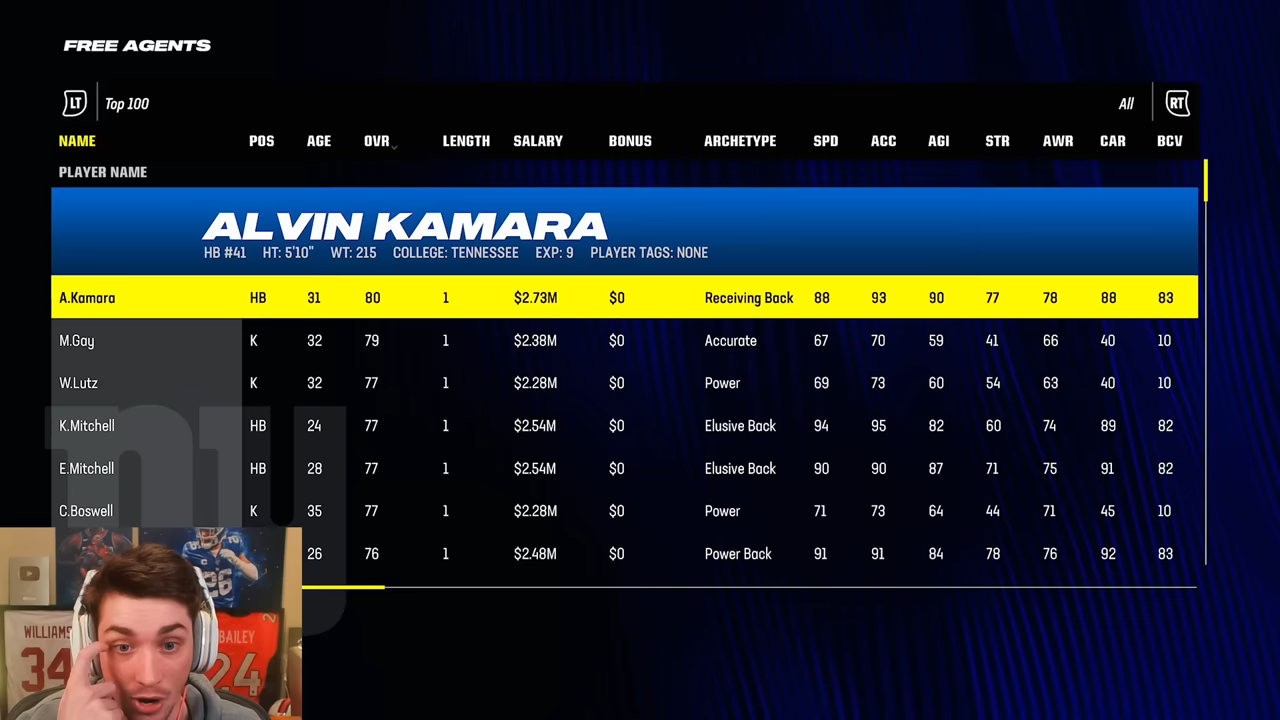 FREE AGENTS
LT Top 100 All RT
NAME POS AGE OVR LENGTH SALARY BONUS ARCHETYPE SPD ACC AGI STR AWR CAR BCV
PLAYER NAME
ALVIN KAMARA
HB #41 HT: 5'10" WT: 215 COLLEGE: TENNESSEE EXP: 9 PLAYER TAGS: NONE
A.Kamara HB 31 80 1 $2.73M $0 Receiving Back 88 93 90 77 78 88 83
M.Gay K 32 79 1 $2.38M $0 Accurate 67 70 59 41 66 40 10
W.Lutz K 32 77 1 $2.28M $0 Power 69 73 60 54 63 40 10
K.Mitchell HB 24 77 1 $2.54M $0 Elusive Back 94 95 82 60 74 89 82
E.Mitchell HB 28 77 1 $2.54M $0 Elusive Back 90 90 87 71 75 91 82
C.Boswell K 35 77 1 $2.28M $0 Power 71 73 64 44 71 45 10
26 76 1 $2.48M $0 Power Back 91 91 84 78 76 92 83
ny
26
WILLIAMS
34
BAILEY
24